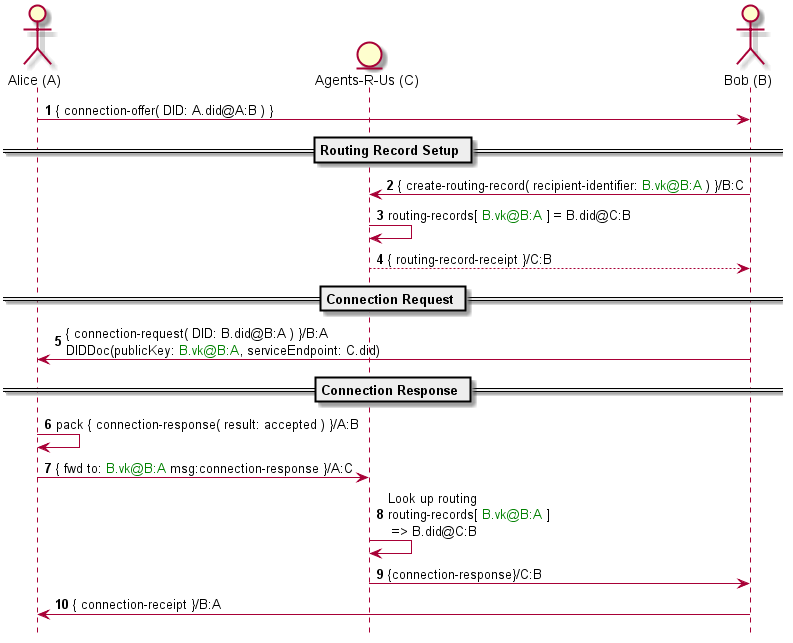 Alice (A)
Agents-R-Us (C)
Bob (B)
1 { connection-offer( DID: A.did@A:B ) }
Routing Record Setup
2 { create-routing-record( recipient-identifier: B.vk@B:A ) }/B:C
3 routing-records[ B.vk@B:A ] = B.did@C:B
4 { routing-record-receipt }/C:B
Connection Request
5 { connection-request( DID: B.did@B:A ) }/B:A
DIDDoc(publicKey: B.vk@B:A, serviceEndpoint: C.did)
Connection Response
6 pack { connection-response( result: accepted ) }/A:B
7 { fwd to: B.vk@B:A msg:connection-response }/A:C
Look up routing
8 routing-records[ B.vk@B:A ]
=> B.did@C:B
9 {connection-response}/C:B
10 { connection-receipt }/B:A